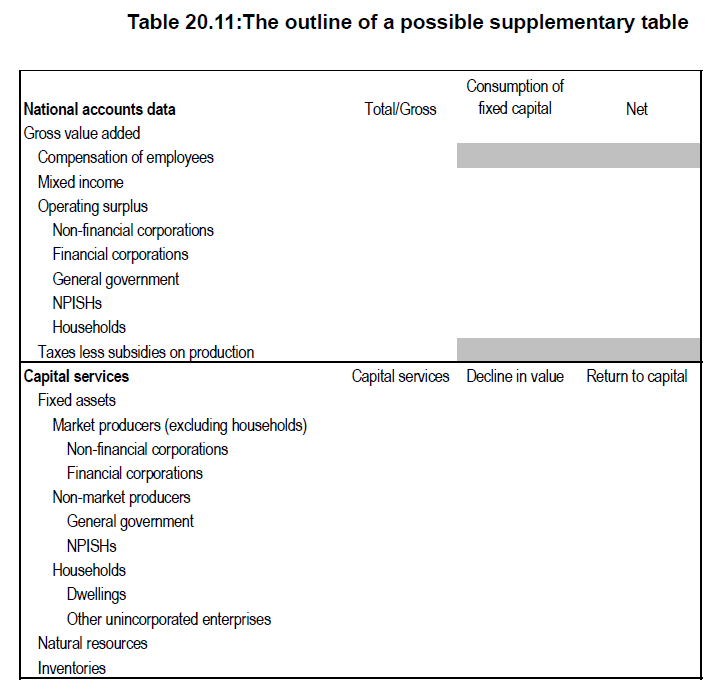 Table 20.11:The outline of a possible supplementary table
Consumption of
National accounts data Total/Gross fixed capital Net
Gross value added
Compensation of employees
Mixed income
Operating surplus
Non-financial corporations
Financial corporations
General government
NPISHs
Households
Taxes less subsidies on production
Capital services Capital services Decline in value Return to capital
Fixed assets
Market producers (excluding households)
Non-financial corporations
Financial corporations
Non-market producers
General government
NPISHs
Households
Dwellings
Other unincorporated enterprises
Natural resources
Inventories